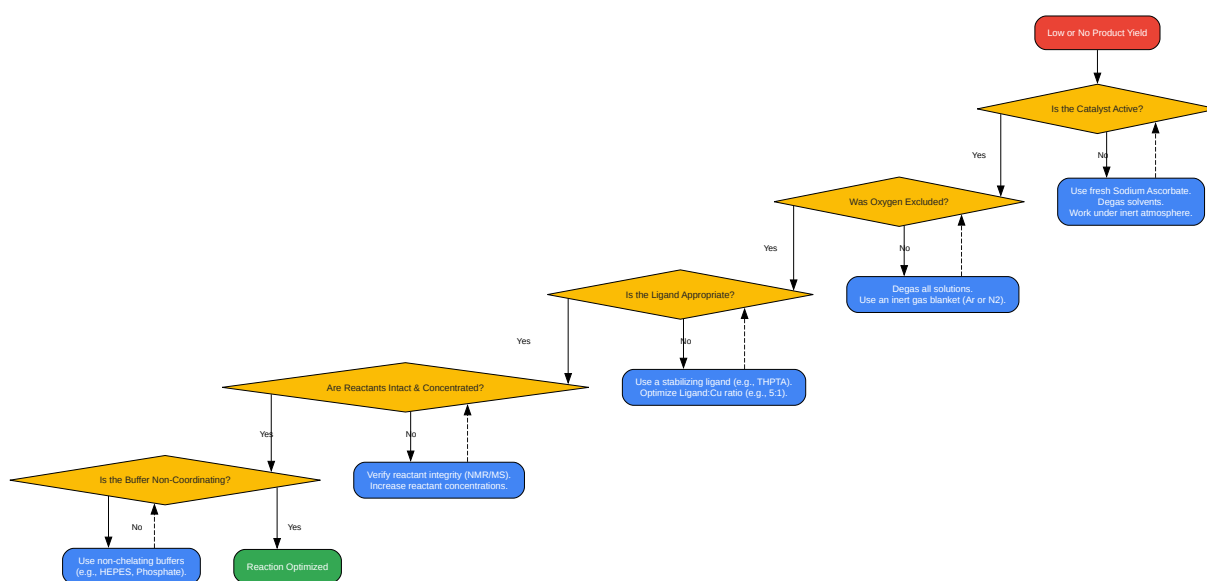 Low or No Product Yield
Is the Catalyst Active?
Yes
No
Use fresh Sodium Ascorbate.
Degas solvents.
Work under inert atmosphere.
Was Oxygen Excluded?
Yes
No
Degas all solutions.
Use an inert gas blanket (Ar or N2).
Is the Ligand Appropriate?
Yes
No
Use a stabilizing ligand (e.g., THPTA).
Optimize Ligand:Cu ratio (e.g., 5:1).
Are Reactants Intact & Concentrated?
Yes
No
Verify reactant integrity (NMR/MS).
Increase reactant concentrations.
Is the Buffer Non-Coordinating?
No
Yes
Use non-chelating buffers
(e.g., HEPES, Phosphate).
Reaction Optimized